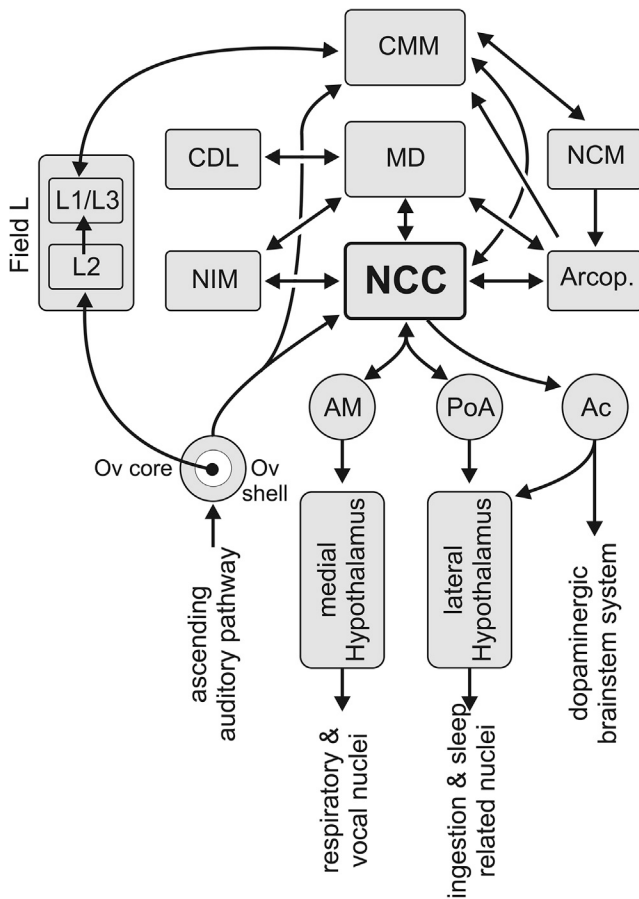 CMM
CDL
MD
NCM
Field L
L1/L3
L2
NIM
NCC
Arcop.
AM
PoA
Ac
Ov core
Ov
shell
ascending
auditory pathway
medial
Hypothalamus
lateral
Hypothalamus
dopaminergic
brainstem system
respiratory &
vocal nuclei
ingestion & sleep
related nuclei